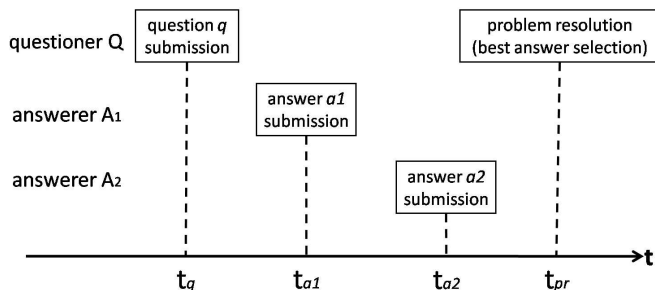 questioner Q
question q
submission
problem resolution
(best answer selection)
answerer A1
answer a1
submission
answerer A2
answer a2
submission
t
tq
ta1
ta2
tpr